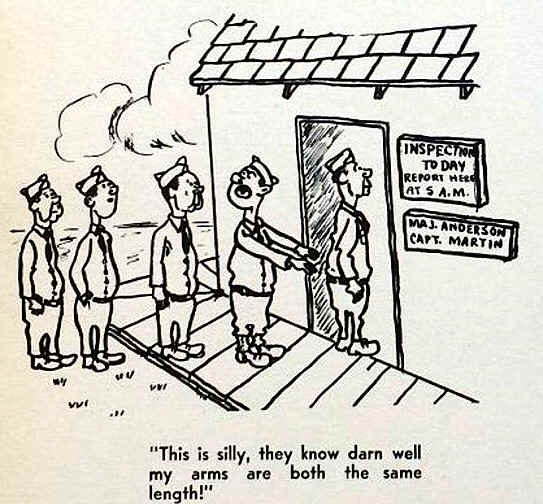 INSPECTION
TO DAY
REPORT HERE
AT 5 A.M.
MAJ. ANDERSON
CAPT. MARTIN
"This is silly, they know darn well
my arms are both the same
length!"